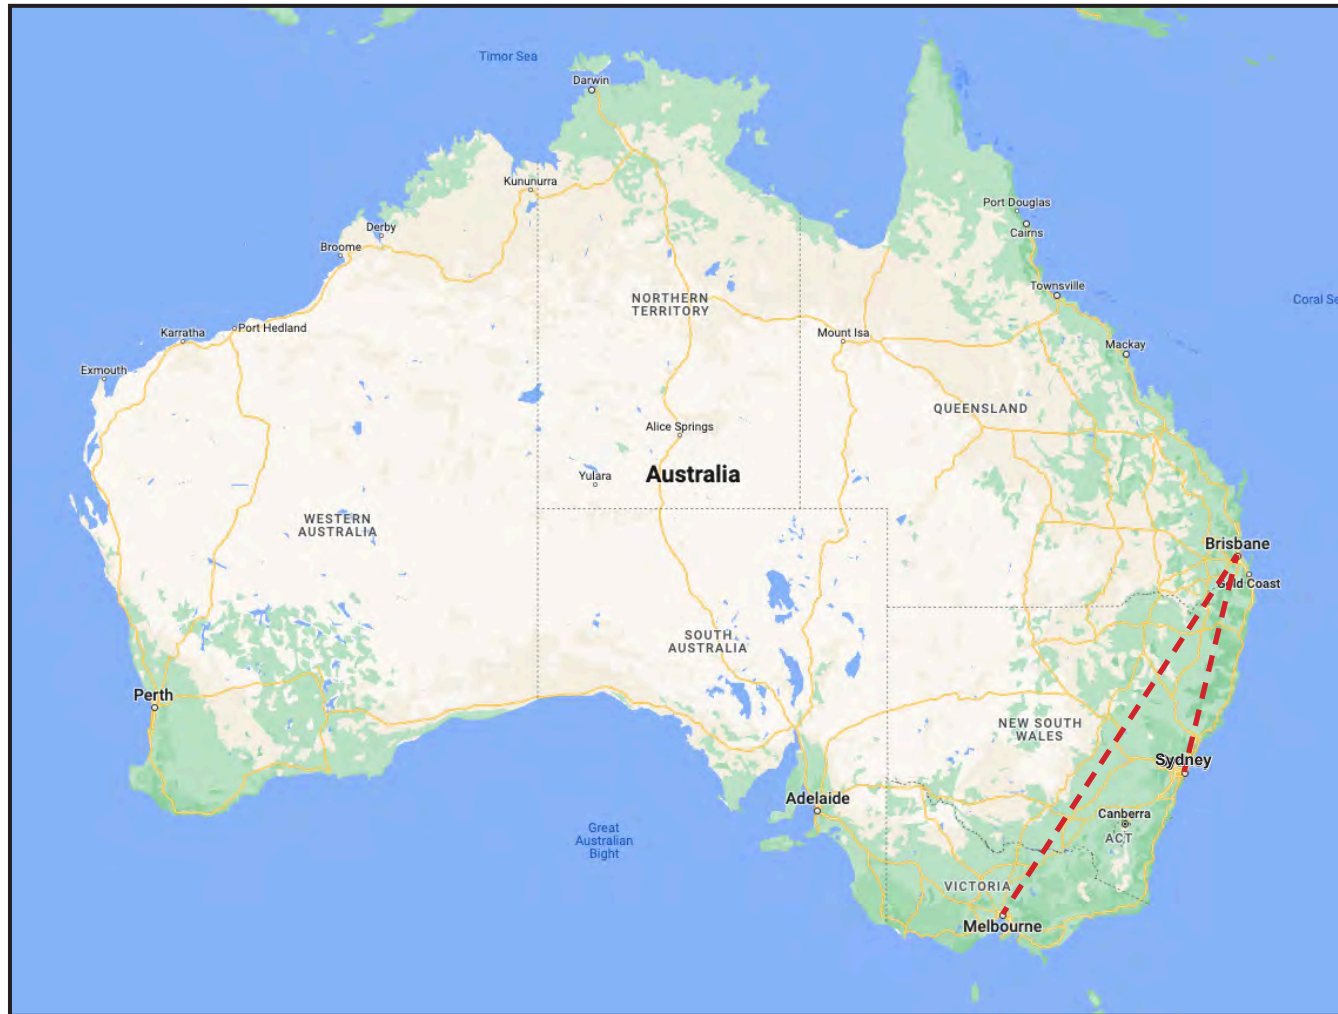 Timor Sea
Darwin
Kununurra
Port Douglas
Cairns
Derby
Broome
Townsville
NORTHERN
TERRITORY
Coral Se
Karratha
Port Hedland
Mount Isa
Mackay
Exmouth
QUEENSLAND
Alice Springs
Yulara
Australia
WESTERN
AUSTRALIA
Brisbane
Gold Coast
SOUTH
AUSTRALIA
Perth
NEW SOUTH
WALES
Sydney
Adelaide
Canberra
ACT
Great
Australian
Bight
VICTORIA
Melbourne